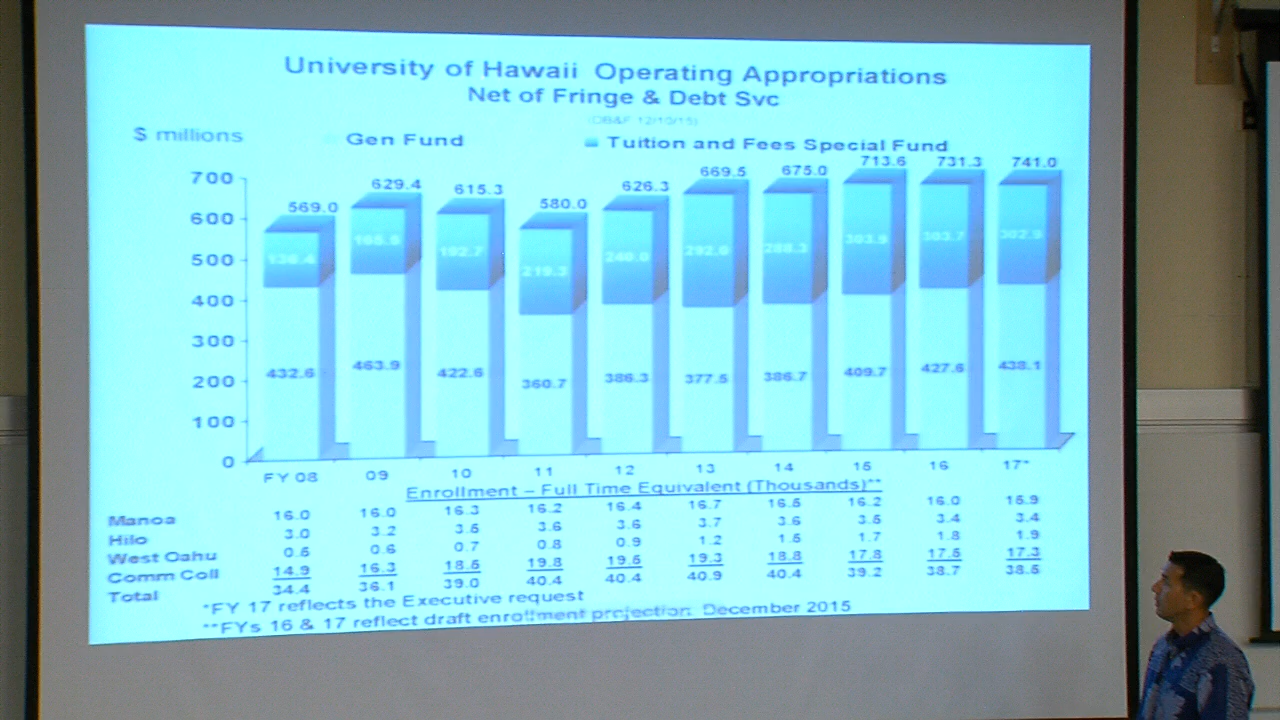 University of Hawaii Operating Appropriations
Net of Fringe & Debt Svc
(OB&F 12/10/15)
$ millions
Gen Fund Tuition and Fees Special Fund
569.0 629.4 615.3 580.0 626.3 669.5 675.0 713.6 731.3 741.0
700
600
500
400
300
200
100
0
136.4 192.7 219.3 240.0 288.3 303.9 303.7 302.9
432.6 463.9 422.6 360.7 386.3 377.5 386.7 409.7 427.6 438.1
FY 08 09 10 11 12 13 14 15 16 17*
Enrollment – Full Time Equivalent (Thousands)**
Manoa 16.0 16.0 16.3 16.2 16.4 16.7 16.5 16.2 16.0 15.9
Hilo 3.0 3.2 3.5 3.6 3.6 3.7 3.6 3.5 3.4 3.4
West Oahu 0.5 0.6 0.7 0.8 0.9 1.2 1.5 1.7 1.8 1.9
Comm Coll 14.9 16.3 18.5 19.8 19.5 19.3 18.8 17.8 17.5 17.3
Total 34.4 36.1 39.0 40.4 40.4 40.9 40.4 39.2 38.7 38.5
*FY 17 reflects the Executive request
**FYs 16 & 17 reflect draft enrollment projection, December 2015